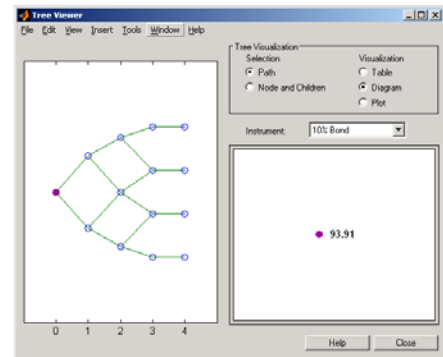 Tree Viewer
File Edit View Insert Tools Window Help
Tree Visualization
Selection Visualization
Path Table
Node and Children Diagram
Plot
Instrument: 10% Bond
93.91
0 1 2 3 4
Help Close